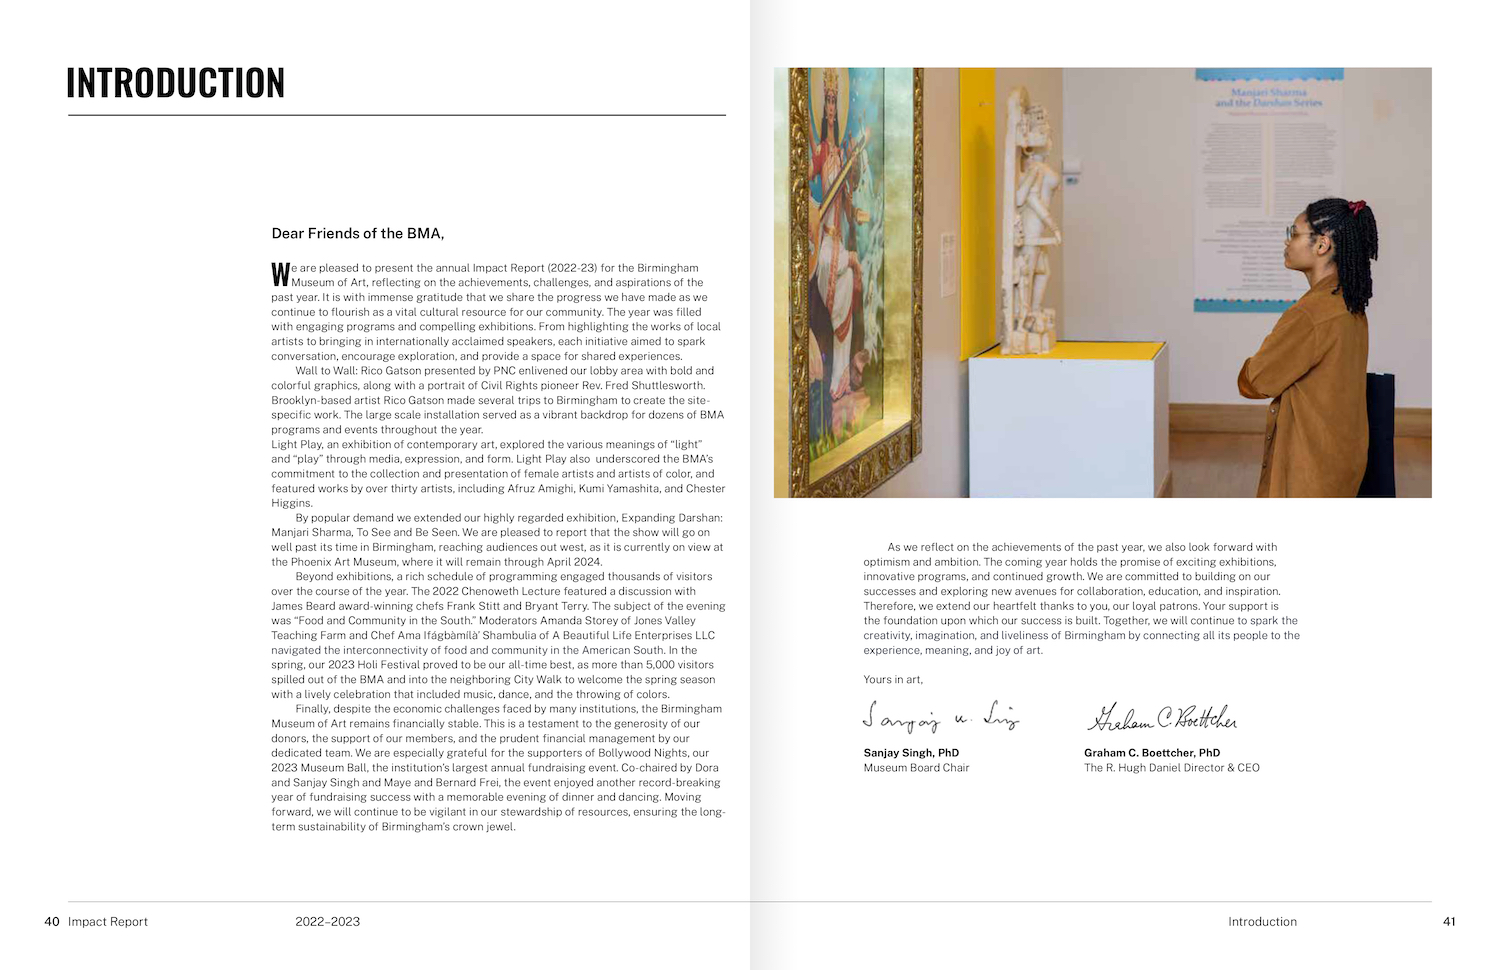 INTRODUCTION
Dear Friends of the BMA,
We are pleased to present the annual Impact Report (2022-23) for the Birmingham
Museum of Art, reflecting on the achievements, challenges, and aspirations of the
past year. It is with immense gratitude that we share the progress we have made as we
continue to flourish as a vital cultural resource for our community. The year was filled
with engaging programs and compelling exhibitions. From highlighting the works of local
artists to bringing in internationally acclaimed speakers, each initiative aimed to spark
conversation, encourage exploration, and provide a space for shared experiences.
Wall to Wall: Rico Gatson presented by PNC enlivened our lobby area with bold and
colorful graphics, along with a portrait of Civil Rights pioneer Rev. Fred Shuttlesworth.
Brooklyn-based artist Rico Gatson made several trips to Birmingham to create the site-
specific work. The large scale installation served as a vibrant backdrop for dozens of BMA
programs and events throughout the year.
Light Play, an exhibition of contemporary art, explored the various meanings of “light”
and “play” through media, expression, and form. Light Play also underscored the BMA’s
commitment to the collection and presentation of female artists and artists of color, and
featured works by over thirty artists, including Afruz Amighi, Kumi Yamashita, and Chester
Higgins.
By popular demand we extended our highly regarded exhibition, Expanding Darshan:
Manjari Sharma, To See and Be Seen. We are pleased to report that the show will go on
well past its time in Birmingham, reaching audiences out west, as it is currently on view at
the Phoenix Art Museum, where it will remain through April 2024.
Beyond exhibitions, a rich schedule of programming engaged thousands of visitors
over the course of the year. The 2022 Chenoweth Lecture featured a discussion with
James Beard award-winning chefs Frank Stitt and Bryant Terry. The subject of the evening
was “Food and Community in the South.” Moderators Amanda Storey of Jones Valley
Teaching Farm and Chef Ama Ifágbàmílà’ Shambulia of A Beautiful Life Enterprises LLC
navigated the interconnectivity of food and community in the American South. In the
spring, our 2023 Holi Festival proved to be our all-time best, as more than 5,000 visitors
spilled out of the BMA and into the neighboring City Walk to welcome the spring season
with a lively celebration that included music, dance, and the throwing of colors.
Finally, despite the economic challenges faced by many institutions, the Birmingham
Museum of Art remains financially stable. This is a testament to the generosity of our
donors, the support of our members, and the prudent financial management by our
dedicated team. We are especially grateful for the supporters of Bollywood Nights, our
2023 Museum Ball, the institution’s largest annual fundraising event. Co-chaired by Dora
and Sanjay Singh and Maye and Bernard Frei, the event enjoyed another record-breaking
year of fundraising success with a memorable evening of dinner and dancing. Moving
forward, we will continue to be vigilant in our stewardship of resources, ensuring the long-
term sustainability of Birmingham’s crown jewel.
40 Impact Report
2022–2023
Manjari Sharma
and the Darshan Series
As we reflect on the achievements of the past year, we also look forward with
optimism and ambition. The coming year holds the promise of exciting exhibitions,
innovative programs, and continued growth. We are committed to building on our
successes and exploring new avenues for collaboration, education, and inspiration.
Therefore, we extend our heartfelt thanks to you, our loyal patrons. Your support is
the foundation upon which our success is built. Together, we will continue to spark the
creativity, imagination, and liveliness of Birmingham by connecting all its people to the
experience, meaning, and joy of art.
Yours in art,
Graham C. Boettcher
Sanjay Singh, PhD
Museum Board Chair
Graham C. Boettcher, PhD
The R. Hugh Daniel Director & CEO
Introduction
41